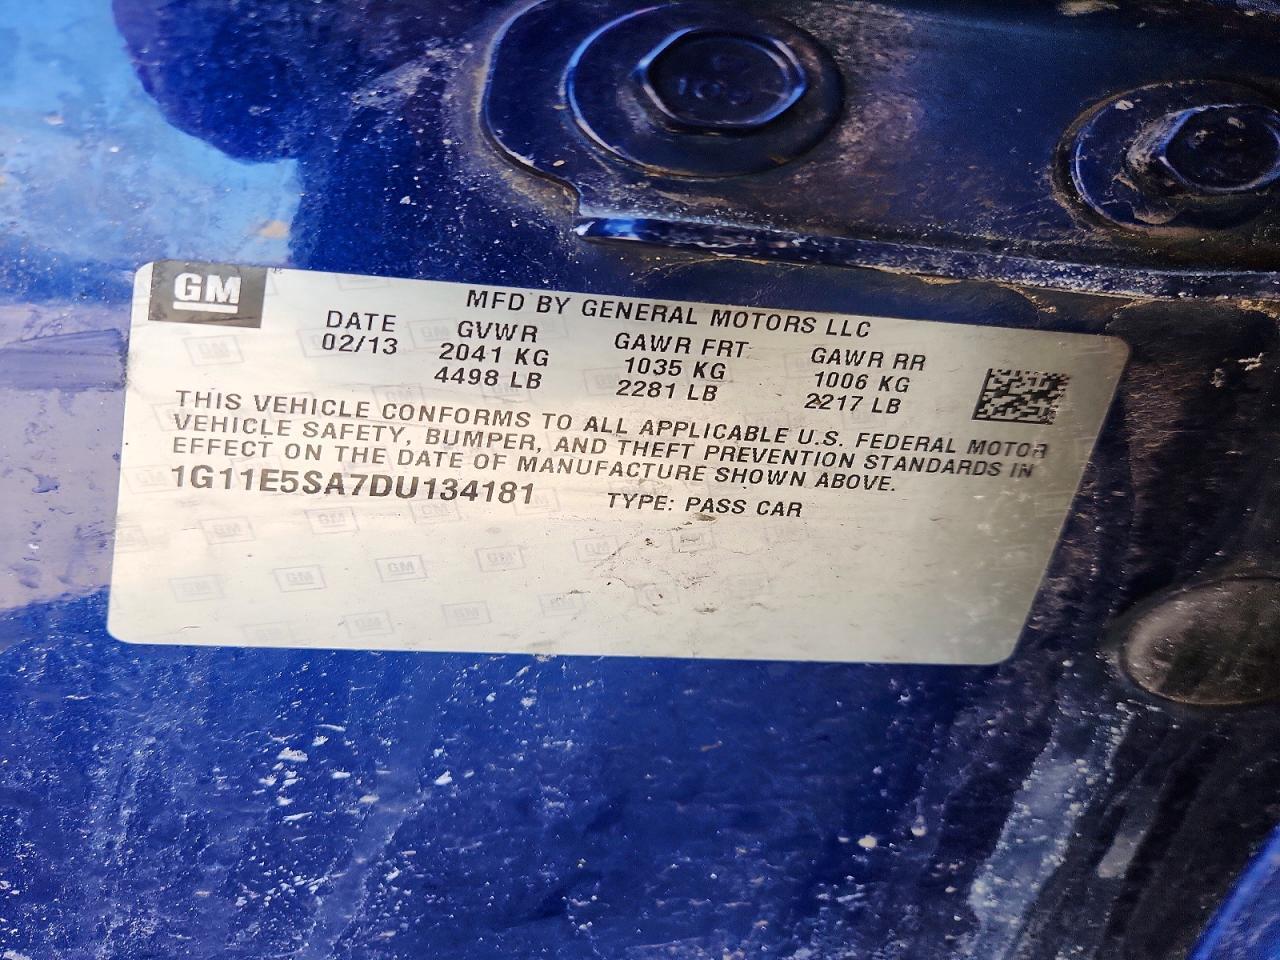 GM
MFD BY GENERAL MOTORS LLC
DATE GVWR GAWR FRT GAWR RR
02/13 2041 KG 1035 KG 1006 KG
4498 LB 2281 LB 2217 LB
THIS VEHICLE CONFORMS TO ALL APPLICABLE U.S. FEDERAL MOTOR
VEHICLE SAFETY, BUMPER, AND THEFT PREVENTION STANDARDS IN
EFFECT ON THE DATE OF MANUFACTURE SHOWN ABOVE.
1G11E5SA7DU134181 TYPE: PASS CAR